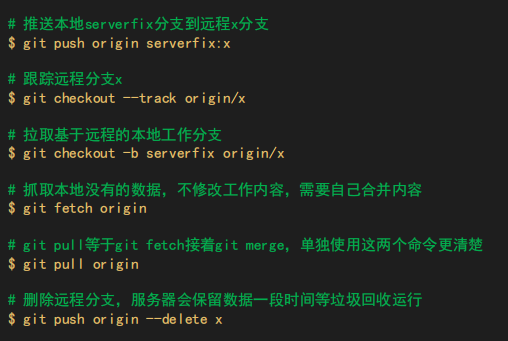 # 推送本地serverfix分支到远程x分支
$ git push origin serverfix:x
# 跟踪远程分支x
$ git checkout --track origin/x
# 拉取基于远程的本地工作分支
$ git checkout -b serverfix origin/x
# 抓取本地没有的数据，不修改工作内容，需要自己合并内容
$ git fetch origin
# git pull等于git fetch接着git merge，单独使用这两个命令更清楚
$ git pull origin
# 删除远程分支，服务器会保留数据一段时间等垃圾回收运行
$ git push origin --delete x